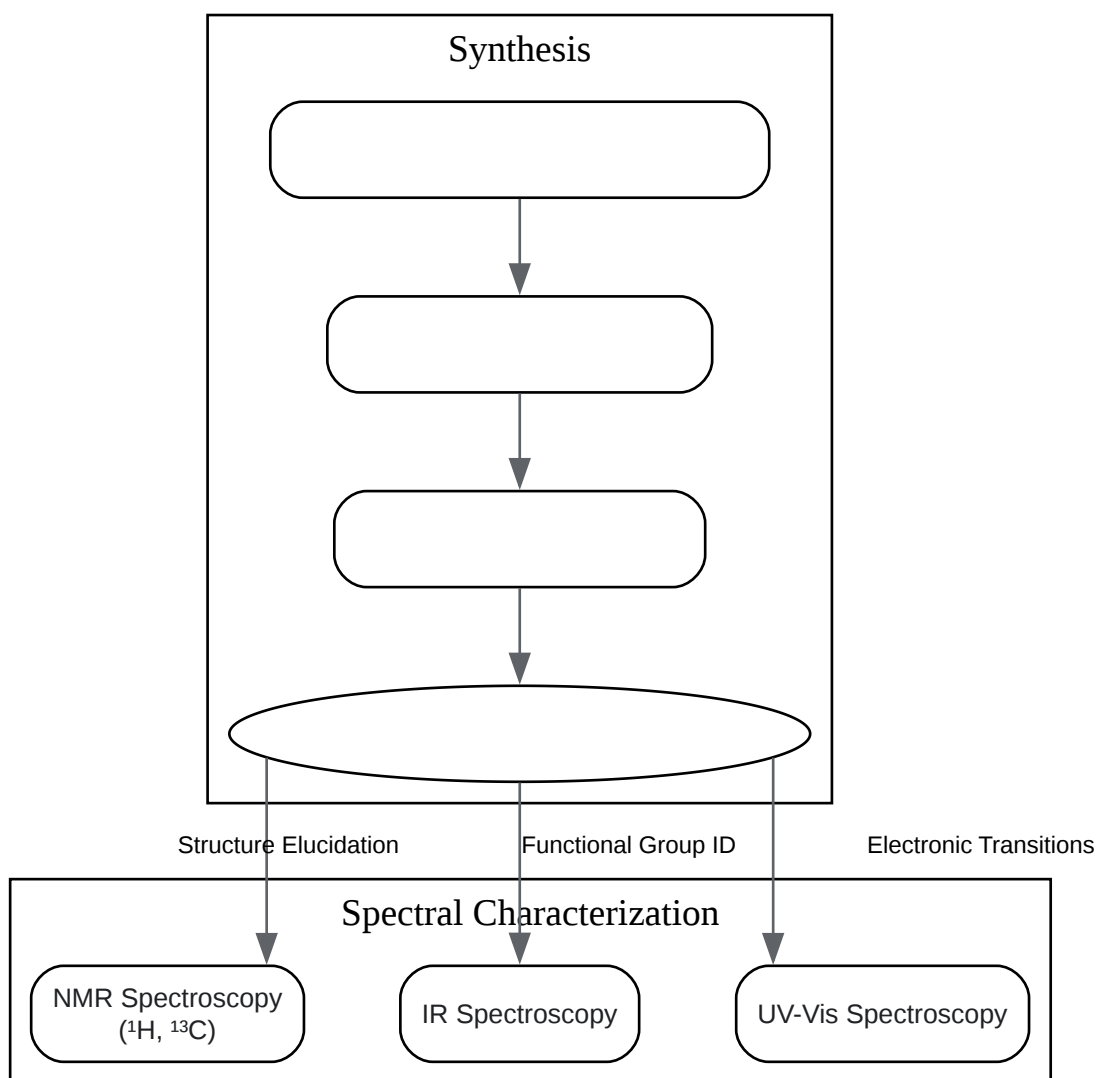 Synthesis
Structure Elucidation
Functional Group ID
Electronic Transitions
Spectral Characterization
NMR Spectroscopy
(¹H, ¹³C)
IR Spectroscopy
UV-Vis Spectroscopy